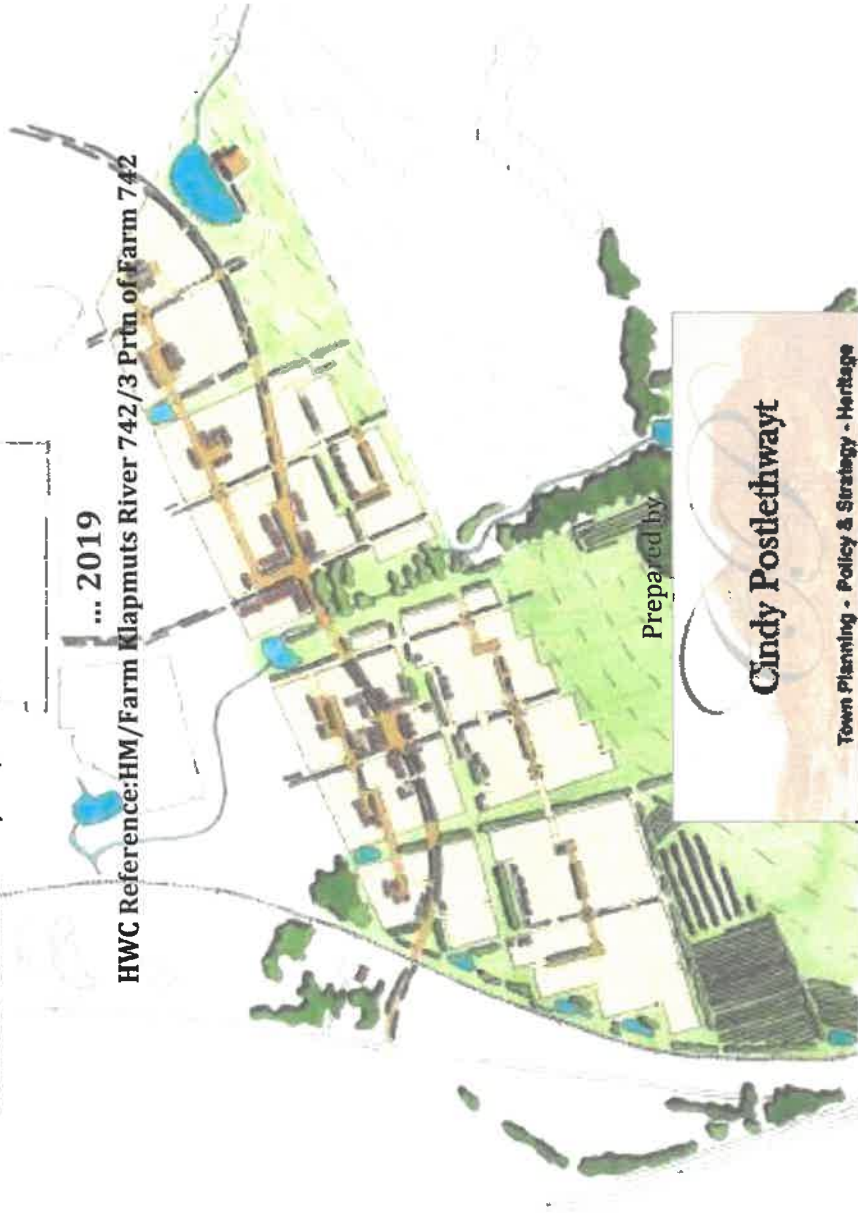 ... 2019
HWC Reference:HM/Farm Klapmuts River 742/3 Prtn of Farm 742
Prepared by
Cindy Postlethwayt
Town Planning - Policy & Strategy - Heritage